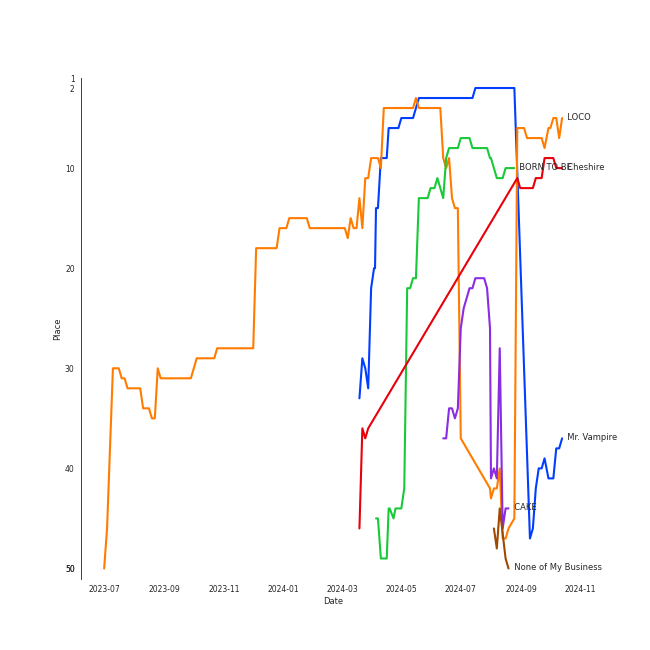 1
2
LOCO
10
BORN TO BE
Cheshire
20
Place
30
40
Mr. Vampire
CAKE
50
None of My Business
2023-07
2023-09
2023-11
2024-01
2024-03
2024-05
2024-07
2024-09
2024-11
Date